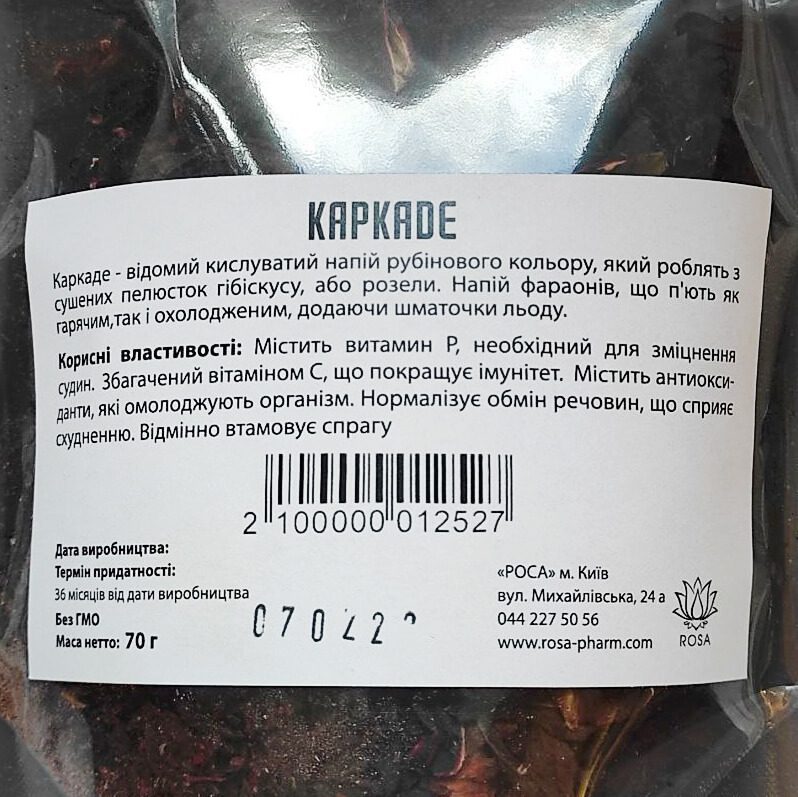 КАРКАDЕ
Каркаде - відомий кислуватий напій рубінового кольору, який роблять з
сушених пелюсток гібіскусу, або розели. Напій фараонів, що п'ють як
гарячим,так і охолодженим, додаючи шматочки льоду.
Корисні властивості: Містить витамин Р, необхідний для зміцнення
судин. Збагачений вітаміном С, що покращує імунітет. Містить антиокси-
данти, які омолоджують організм. Нормалізує обмін речовин, що сприяє
схудненню. Відмінно втамовує спрагу
2 100000 012527
Дата виробництва:
Термін придатності:
36 місяців від дати виробництва
Без ГМО
Маса нетто: 70 г
«РОСА» м. Київ
вул. Михайлівська, 24 а
044 227 50 56
www.rosa-pharm.com
ROSA